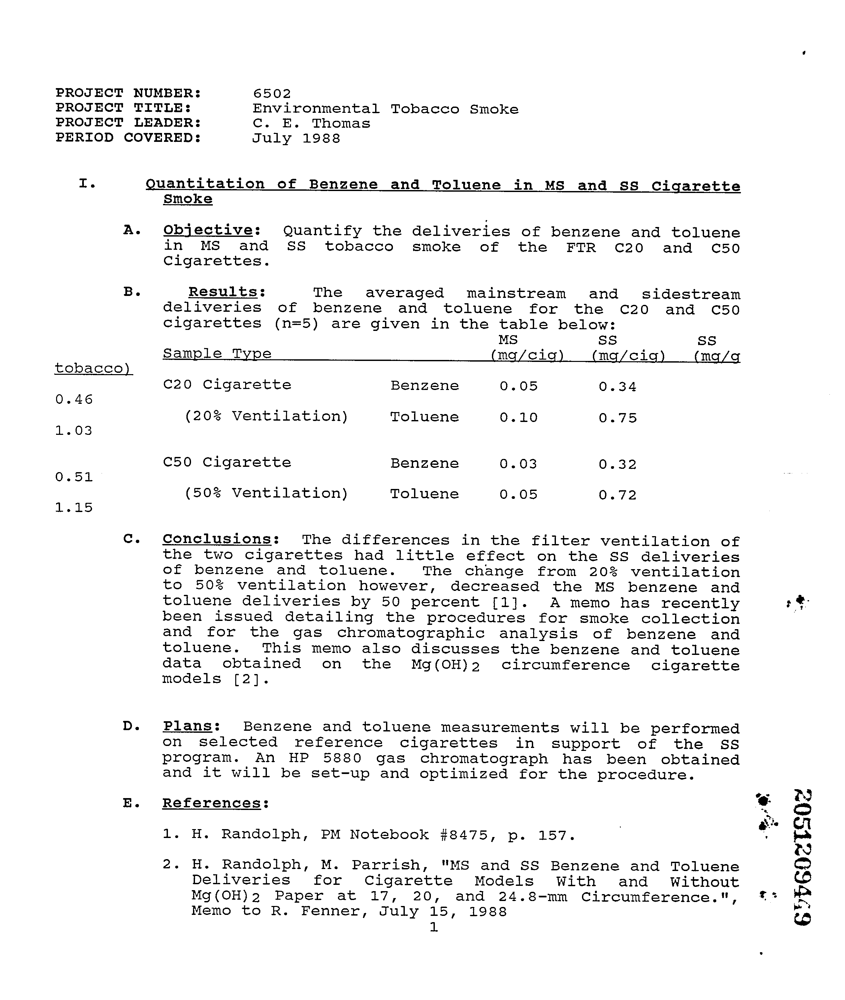 PROJECT NUMBER: 6502
PROJECT TITLE: Environmental Tobacco Smoke
PROJECT LEADER: C. E. Thomas
PERIOD COVERED: July 1988
I. Quantitation of Benzene and Toluene in MS and SS Cigarette
Smoke
A. Objective: Quantify the deliveries of benzene and toluene
in MS and SS tobacco smoke of the FTR C20 and C50
Cigarettes.
B. Results: The averaged mainstream and sidestream
deliveries of benzene and toluene for the C20 and C50
cigarettes (n=5) are given in the table below:
MS SS SS
Sample Type (mg/cig) (mg/cig) (mg/g
tobacco)
C20 Cigarette Benzene 0.05 0.34
0.46
(20% Ventilation) Toluene 0.10 0.75
1.03
C50 Cigarette Benzene 0.03 0.32
0.51
(50% Ventilation) Toluene 0.05 0.72
1.15
C. Conclusions: The differences in the filter ventilation of
the two cigarettes had little effect on the SS deliveries
of benzene and toluene. The change from 20% ventilation
to 50% ventilation however, decreased the MS benzene and
toluene deliveries by 50 percent [1]. A memo has recently
been issued detailing the procedures for smoke collection
and for the gas chromatographic analysis of benzene and
toluene. This memo also discusses the benzene and toluene
data obtained on the Mg(OH)2 circumference cigarette
models [2].
D. Plans: Benzene and toluene measurements will be performed
on selected reference cigarettes in support of the SS
program. An HP 5880 gas chromatograph has been obtained
and it will be set-up and optimized for the procedure.
E. References:
1. H. Randolph, PM Notebook #8475, p. 157.
2. H. Randolph, M. Parrish, "MS and SS Benzene and Toluene
Deliveries for Cigarette Models With and Without
Mg(OH)2 Paper at 17, 20, and 24.8-mm Circumference.",
Memo to R. Fenner, July 15, 1988
1
2051209449